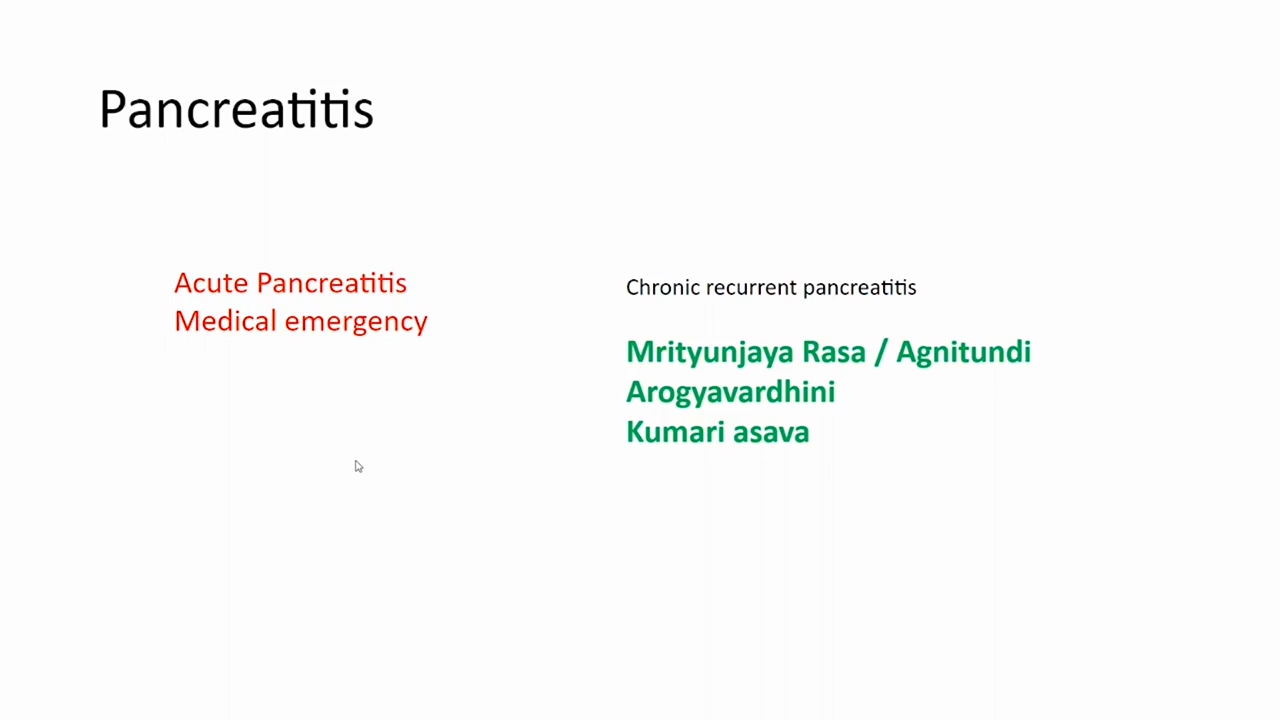 Pancreatitis
Acute Pancreatitis
Medical emergency
Chronic recurrent pancreatitis
Mrityunjaya Rasa / Agnitundi
Arogyavardhini
Kumari asava